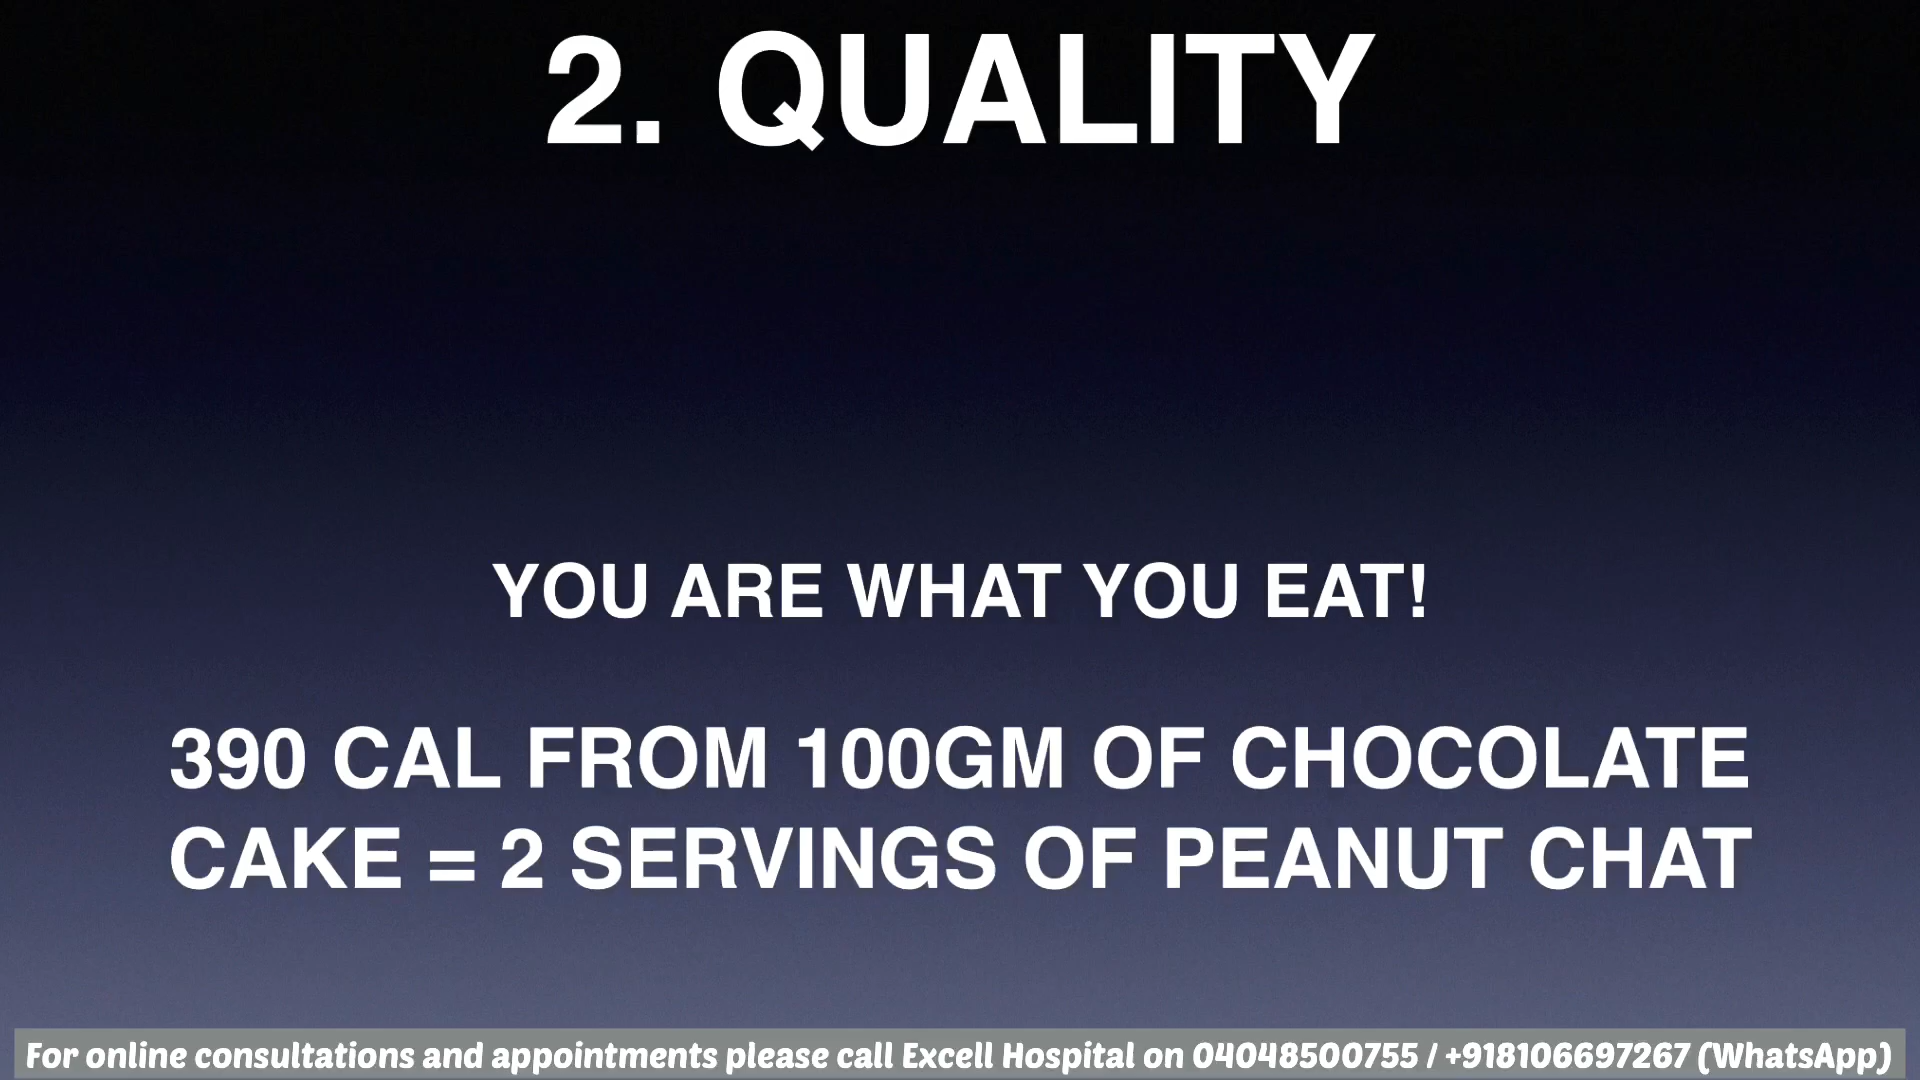 2. QUALITY
YOU ARE WHAT YOU EAT!
390 CAL FROM 100GM OF CHOCOLATE
CAKE = 2 SERVINGS OF PEANUT CHAT
For online consultations and appointments please call Excell Hospital on 04048500755 / +918106697267 (WhatsApp)